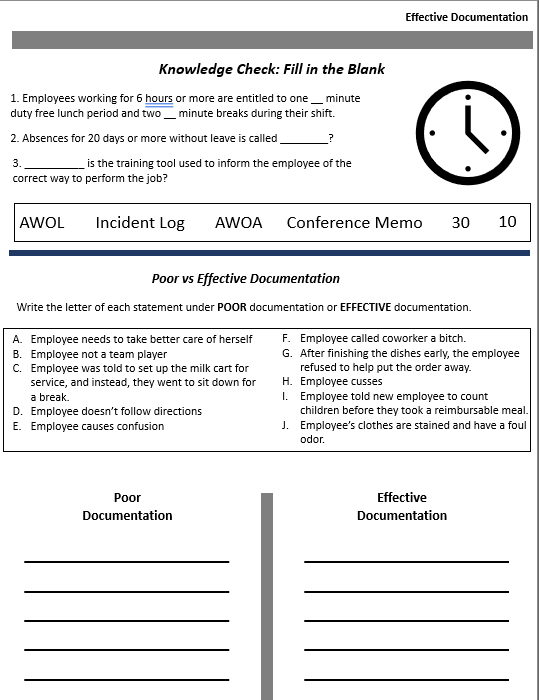 Effective Documentation
Knowledge Check: Fill in the Blank
1. Employees working for 6 hours or more are entitled to one __ minute
duty free lunch period and two __ minute breaks during their shift.
2. Absences for 20 days or more without leave is called ________?
3. __________ is the training tool used to inform the employee of the
correct way to perform the job?
AWOL Incident Log AWOA Conference Memo 30 10
Poor vs Effective Documentation
Write the letter of each statement under POOR documentation or EFFECTIVE documentation.
A. Employee needs to take better care of herself
B. Employee not a team player
C. Employee was told to set up the milk cart for
service, and instead, they went to sit down for
a break.
D. Employee doesn't follow directions
E. Employee causes confusion
F. Employee called coworker a bitch.
G. After finishing the dishes early, the employee
refused to help put the order away.
H. Employee cusses
I. Employee told new employee to count
children before they took a reimbursable meal.
J. Employee's clothes are stained and have a foul
odor.
Poor
Documentation
Effective
Documentation